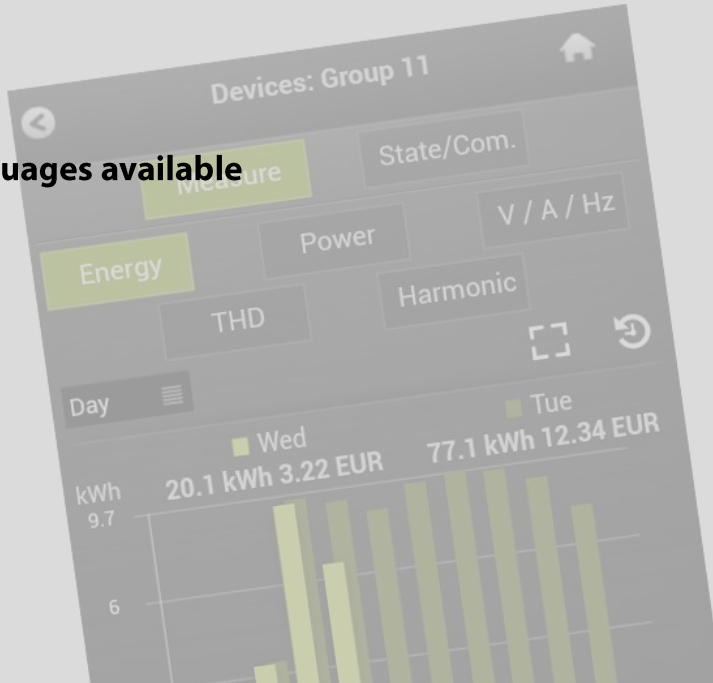 Devices: Group 11
uages available
Measure State/Com.
Energy Power V / A / Hz
THD Harmonic
Day
Wed Tue
20.1 kWh 3.22 EUR 77.1 kWh 12.34 EUR
kWh
9.7
6